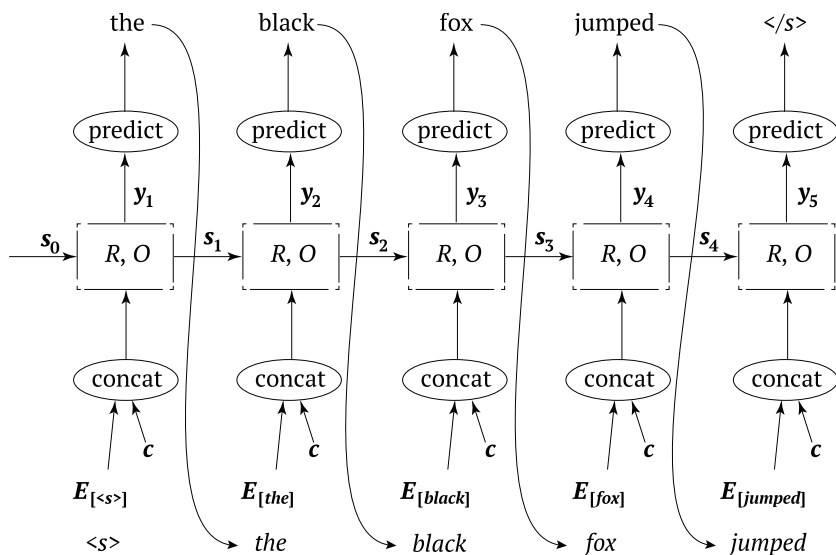 the black fox jumped </s>
predict predict predict predict predict
y1 y2 y3 y4 y5
s0 R, O s1 R, O s2 R, O s3 R, O s4 R, O
concat concat concat concat concat
c c c c c
E[<s>] E[the] E[black] E[fox] E[jumped]
<s> the black fox jumped